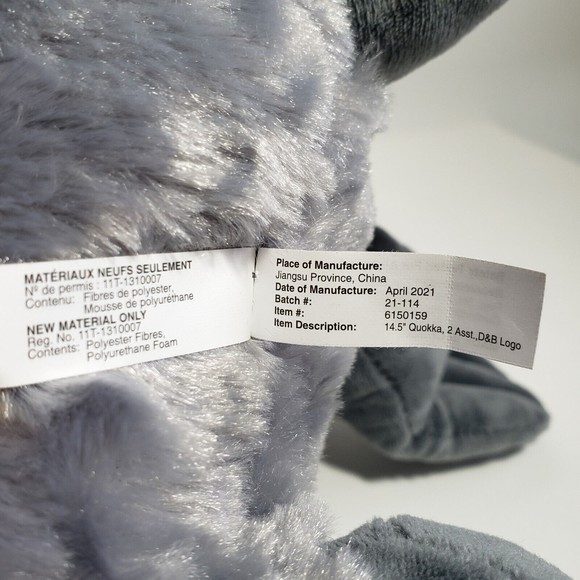 MATÉRIAUX NEUFS SEULEMENT
Nº de permis : 11T-1310007
Contenu: Fibres de polyester,
Mousse de polyuréthane
NEW MATERIAL ONLY
Reg. No. 11T-1310007
Contents: Polyester Fibres,
Polyurethane Foam
Place of Manufacture:
Jiangsu Province, China
Date of Manufacture: April 2021
Batch #: 21-114
Item #: 6150159
Item Description: 14.5" Quokka, 2 Asst.,D&B Logo